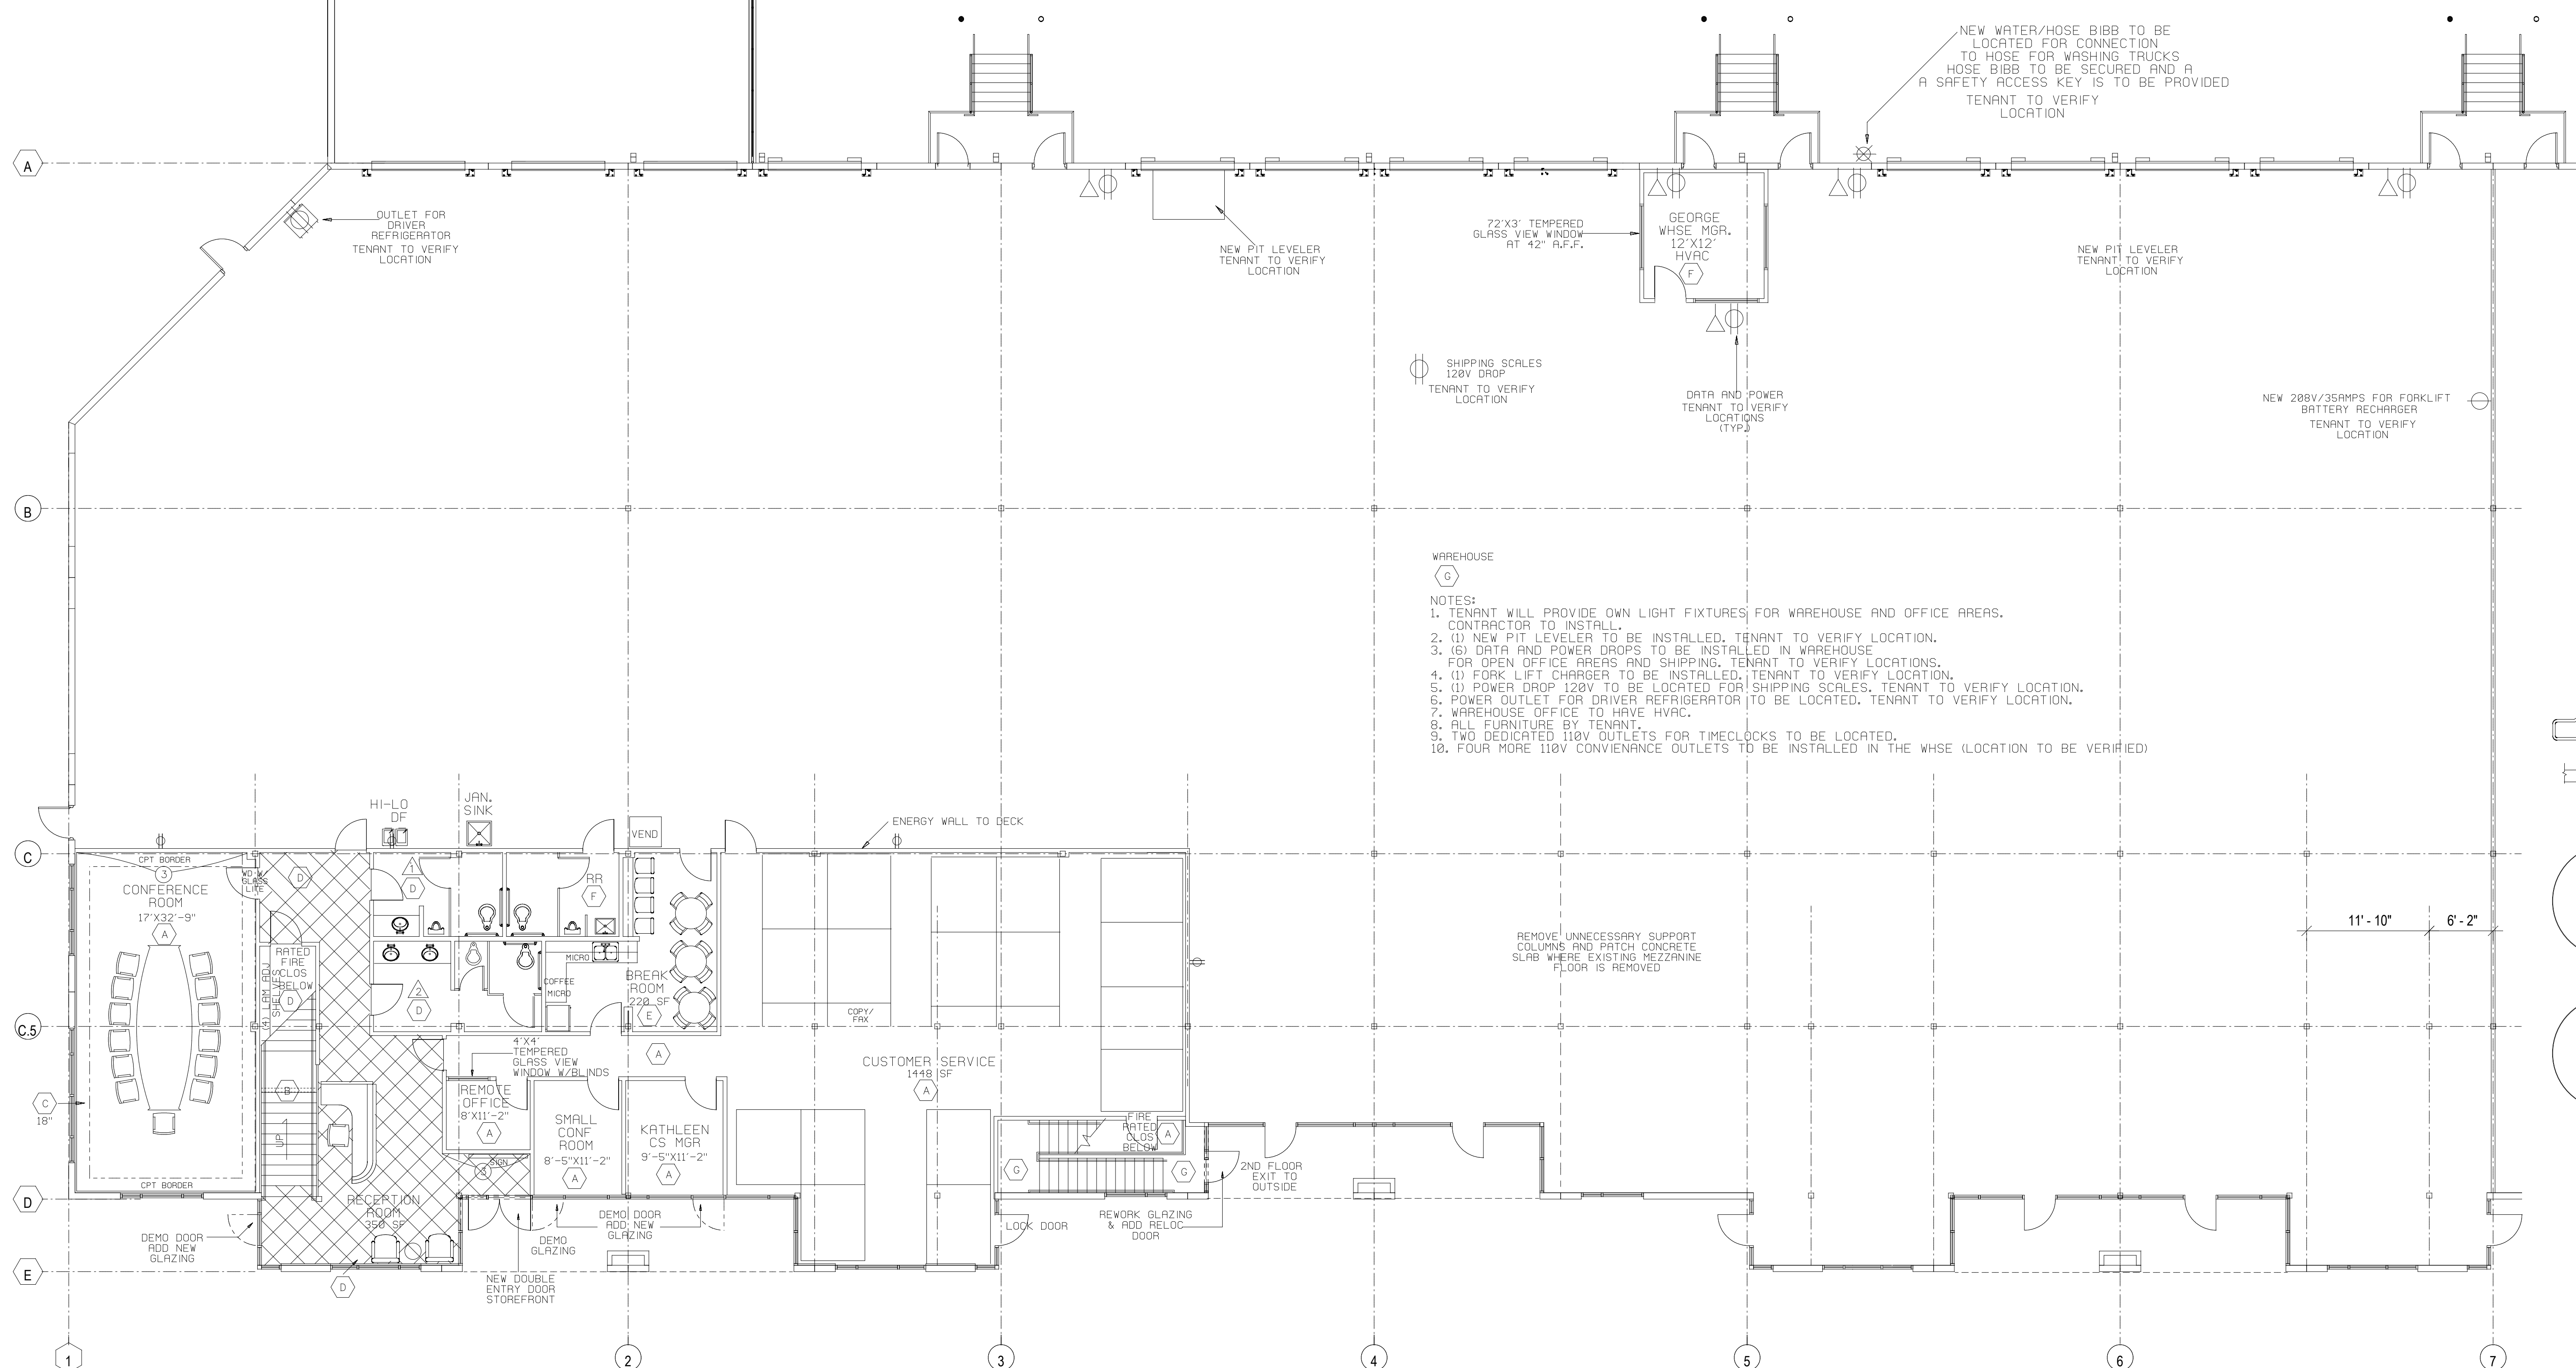 NEW WATER/HOSE BIBB TO BE
LOCATED FOR CONNECTION
TO HOSE FOR WASHING TRUCKS
HOSE BIBB TO BE SECURED AND A
A SAFETY ACCESS KEY IS TO BE PROVIDED
TENANT TO VERIFY
LOCATION
A
OUTLET FOR
DRIVER
REFRIGERATOR
TENANT TO VERIFY
LOCATION
NEW PIT LEVELER
TENANT TO VERIFY
LOCATION
72'X3' TEMPERED
GLASS VIEW WINDOW
AT 42" A.F.F.
GEORGE
WHSE MGR.
12'X12'
HVAC
F
NEW PIT LEVELER
TENANT TO VERIFY
LOCATION
SHIPPING SCALES
120V DROP
TENANT TO VERIFY
LOCATION
DATA AND POWER
TENANT TO VERIFY
LOCATIONS
(TYP.)
NEW 208V/35AMPS FOR FORKLIFT
BATTERY RECHARGER
TENANT TO VERIFY
LOCATION
B
WAREHOUSE
G
NOTES:
1. TENANT WILL PROVIDE OWN LIGHT FIXTURES FOR WAREHOUSE AND OFFICE AREAS.
CONTRACTOR TO INSTALL.
2. (1) NEW PIT LEVELER TO BE INSTALLED. TENANT TO VERIFY LOCATION.
3. (6) DATA AND POWER DROPS TO BE INSTALLED IN WAREHOUSE
FOR OPEN OFFICE AREAS AND SHIPPING. TENANT TO VERIFY LOCATIONS.
4. (1) FORK LIFT CHARGER TO BE INSTALLED. TENANT TO VERIFY LOCATION.
5. (1) POWER DROP 120V TO BE LOCATED FOR SHIPPING SCALES. TENANT TO VERIFY LOCATION.
6. POWER OUTLET FOR DRIVER REFRIGERATOR TO BE LOCATED. TENANT TO VERIFY LOCATION.
7. WAREHOUSE OFFICE TO HAVE HVAC.
8. ALL FURNITURE BY TENANT.
9. TWO DEDICATED 110V OUTLETS FOR TIMECLOCKS TO BE LOCATED.
10. FOUR MORE 110V CONVIENANCE OUTLETS TO BE INSTALLED IN THE WHSE (LOCATION TO BE VERIFIED)
HI-LO
DF
JAN.
SINK
VEND
ENERGY WALL TO DECK
C
CPT BORDER
3
CONFERENCE
ROOM
17'X32'-9"
A
WD W/
GLASS
LITE
D
1
D
RR
F
RATED
FIRE
CLOS
BELOW
D
(4) LAM ADJ
SHELVES
2
D
MICRO
COFFEE
MICRO
BREAK
ROOM
220 SF
E
COPY/
FAX
REMOVE UNNECESSARY SUPPORT
COLUMNS AND PATCH CONCRETE
SLAB WHERE EXISTING MEZZANINE
FLOOR IS REMOVED
11' - 10"
6' - 2"
C.5
4'X4'
TEMPERED
GLASS VIEW
WINDOW W/BLINDS
A
CUSTOMER SERVICE
1448 SF
A
C
18"
B
UP
REMOTE
OFFICE
8'X11'-2"
A
SMALL
CONF
ROOM
8'-5"X11'-2"
A
KATHLEEN
CS MGR
9'-5"X11'-2"
A
FIRE
RATED
CLOS
BELOW
A
G
G
SIGN
3
CPT BORDER
2ND FLOOR
EXIT TO
OUTSIDE
D
RECEPTION
ROOM
350 SF
DEMO DOOR
ADD NEW
GLAZING
DEMO
GLAZING
DEMO DOOR
ADD NEW
GLAZING
LOCK DOOR
REWORK GLAZING
& ADD RELOC
DOOR
E
D
NEW DOUBLE
ENTRY DOOR
STOREFRONT
1
2
3
4
5
6
7